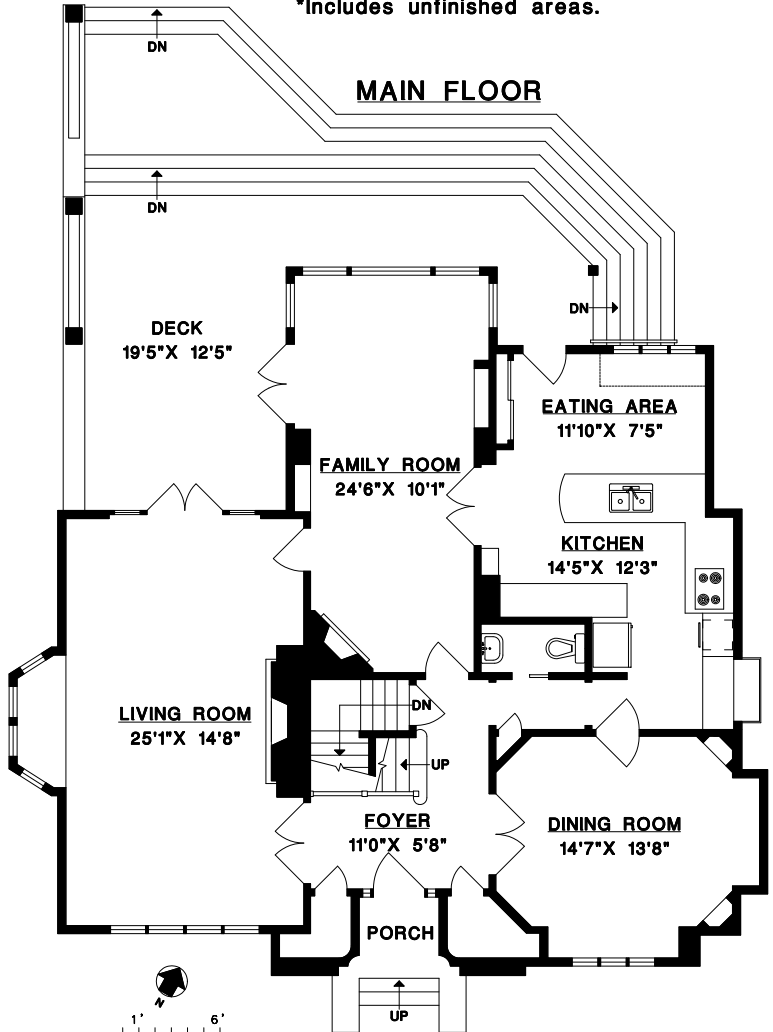 *Includes unfinished areas.
DN
MAIN FLOOR
DN
DN
DECK
19'5"X 12'5"
EATING AREA
11'10"X 7'5"
FAMILY ROOM
24'6"X 10'1"
KITCHEN
14'5"X 12'3"
LIVING ROOM
25'1"X 14'8"
DN
UP
FOYER
11'0"X 5'8"
DINING ROOM
14'7"X 13'8"
PORCH
N
UP
1' 6'